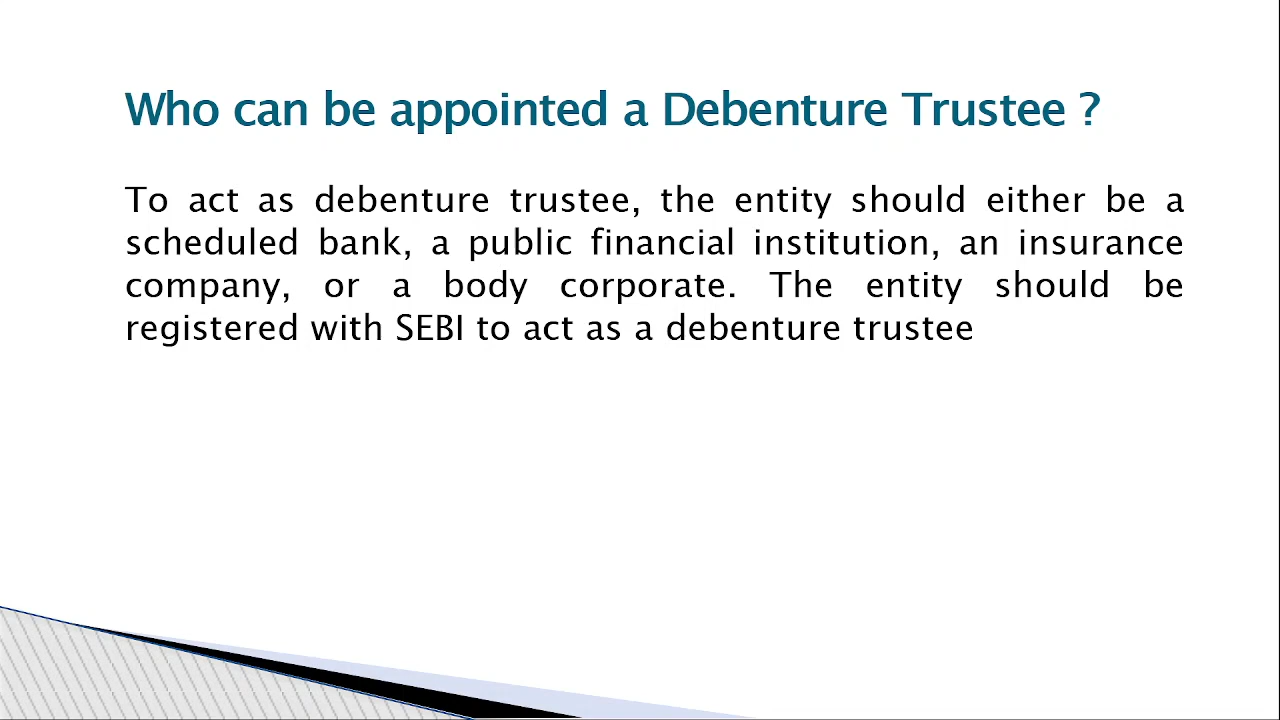 Who can be appointed a Debenture Trustee ?
To act as debenture trustee, the entity should either be a
scheduled bank, a public financial institution, an insurance
company, or a body corporate. The entity should be
registered with SEBI to act as a debenture trustee